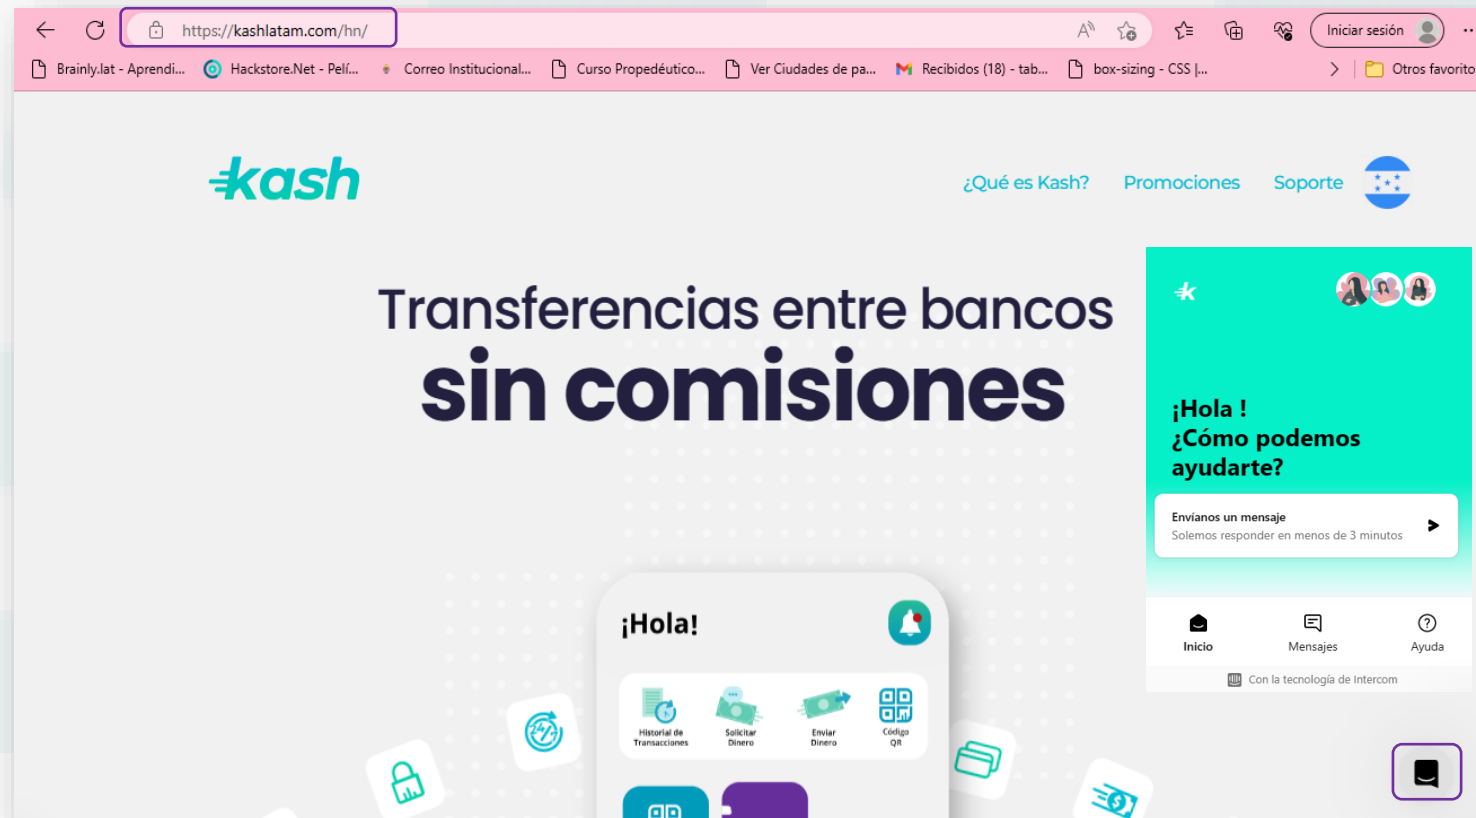 https://kashlatam.com/hn/
Iniciar sesión
Brainly.lat - Aprendi...
Hackstore.Net - Pelí...
Correo Institucional...
Curso Propedéutico...
Ver Ciudades de pa...
Recibidos (18) - tab...
box-sizing - CSS |...
Otros favorito
kash
¿Qué es Kash?
Promociones
Soporte
Transferencias entre bancos
sin comisiones
¡Hola !
¿Cómo podemos
ayudarte?
Envíanos un mensaje
Solemos responder en menos de 3 minutos
Inicio
Mensajes
Ayuda
Con la tecnología de Intercom
¡Hola!
Historial de
Transacciones
Solicitar
Dinero
Enviar
Dinero
Código
QR
24/7